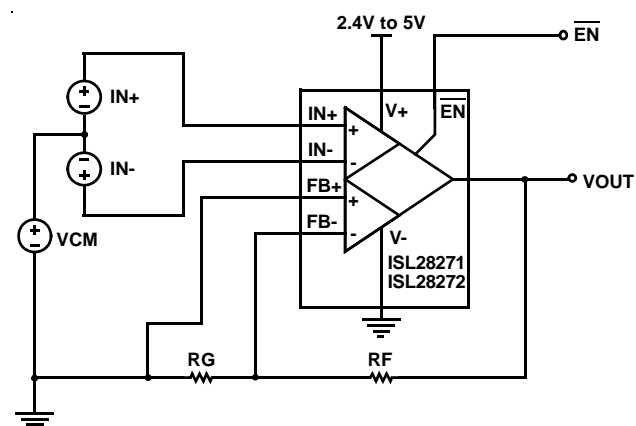 2.4V to 5V
EN
IN+
IN+
V+
EN
+
-
IN-
IN-
FB+
+
-
FB-
V-
VOUT
VCM
ISL28271
ISL28272
RG
RF